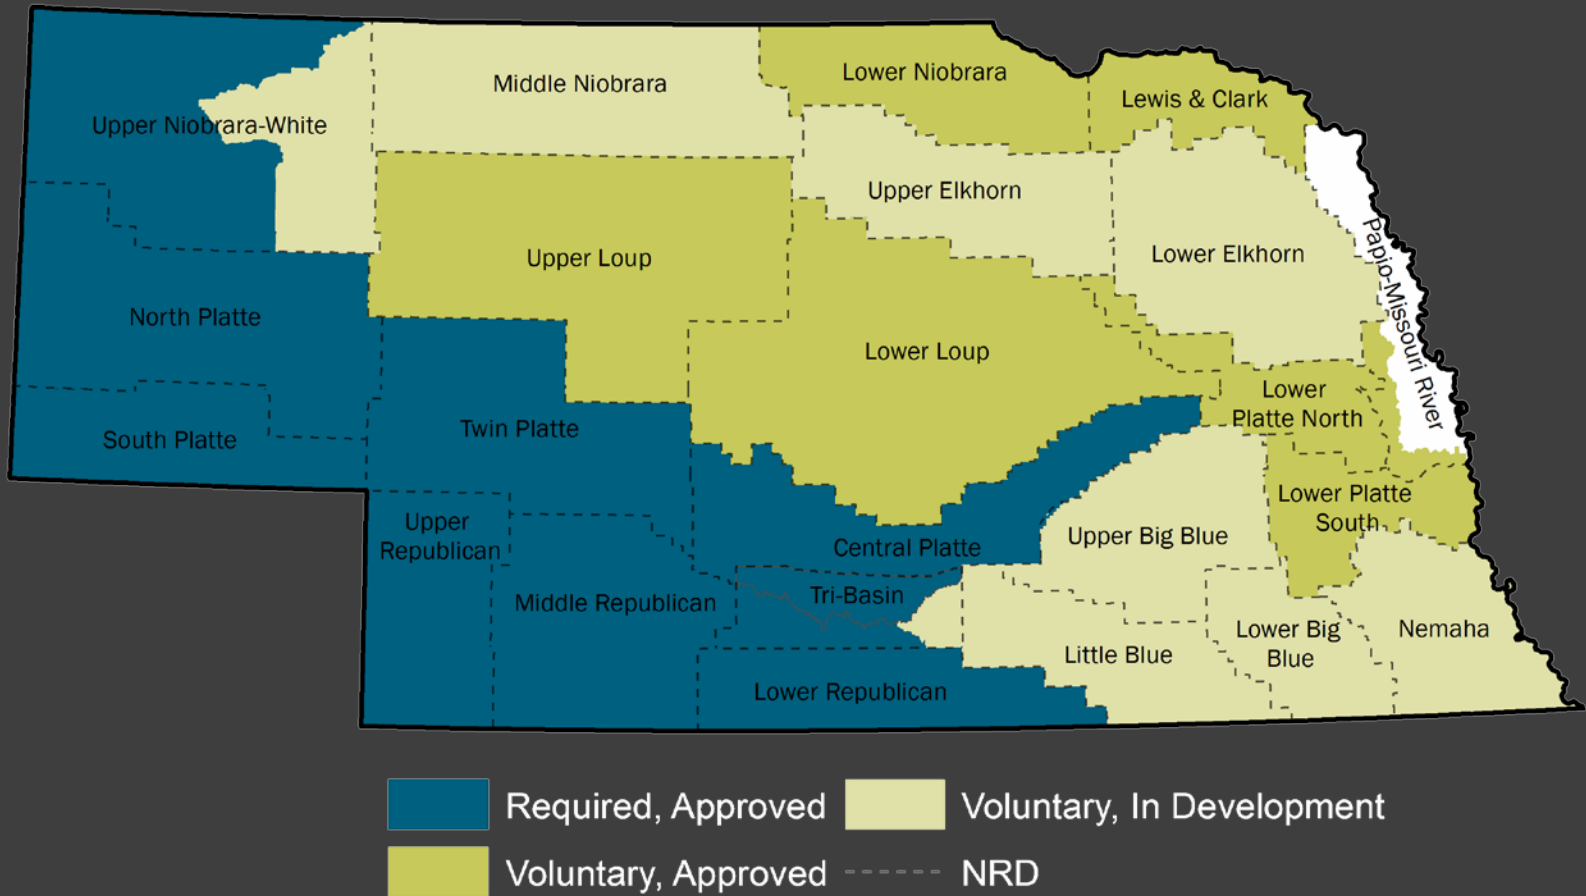 Middle Niobrara
Lower Niobrara
Lewis & Clark
Upper Niobrara-White
Upper Elkhorn
Lower Elkhorn
Upper Loup
Papio-Missouri River
North Platte
Lower Loup
Lower
Platte North
South Platte
Twin Platte
Lower Platte
South
Upper
Republican
Upper Big Blue
Central Platte
Tri-Basin
Middle Republican
Lower Big
Blue
Nemaha
Little Blue
Lower Republican
Required, Approved
Voluntary, In Development
Voluntary, Approved
NRD